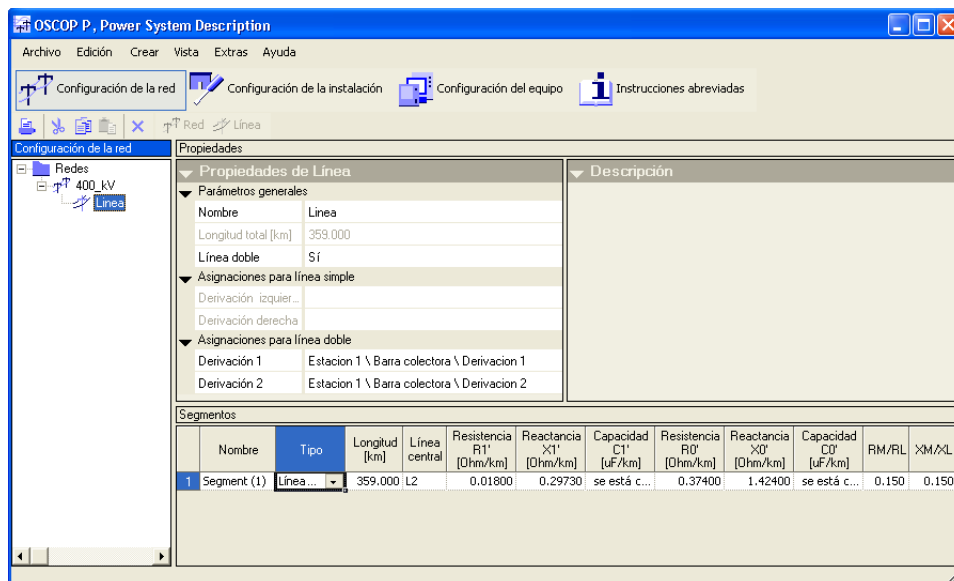 OSCOP P , Power System Description
Archivo Edición Crear Vista Extras Ayuda
Configuración de la red Configuración de la instalación Configuración del equipo Instrucciones abreviadas
Red Línea
Configuración de la red
Redes
400_kV
Linea
Propiedades
Propiedades de Línea
Parámetros generales
Nombre Linea
Longitud total [km] 359.000
Línea doble Sí
Asignaciones para línea simple
Derivación izquier...
Derivación derecha
Asignaciones para línea doble
Derivación 1 Estacion 1 \ Barra colectora \ Derivacion 1
Derivación 2 Estacion 1 \ Barra colectora \ Derivacion 2
Descripción
Segmentos
Nombre Tipo Longitud [km] Línea central Resistencia R1' [Ohm/km] Reactancia X1' [Ohm/km] Capacidad C1' [uF/km] Resistencia R0' [Ohm/km] Reactancia X0' [Ohm/km] Capacidad C0' [uF/km] RM/RL XM/XL
1 Segment (1) Línea ... 359.000 L2 0.01800 0.29730 se está c... 0.37400 1.42400 se está c... 0.150 0.150